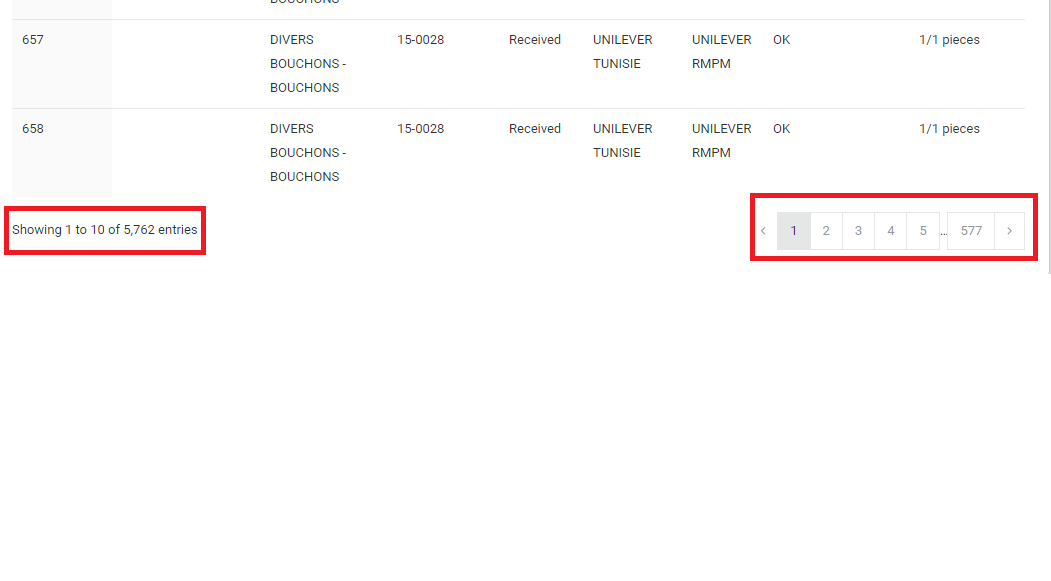 BOUCHONS
657 DIVERS 15-0028 Received UNILEVER UNILEVER OK 1/1 pieces
BOUCHONS - TUNISIE RMPM
BOUCHONS
658 DIVERS 15-0028 Received UNILEVER UNILEVER OK 1/1 pieces
BOUCHONS - TUNISIE RMPM
BOUCHONS
Showing 1 to 10 of 5,762 entries ‹ 1 2 3 4 5 … 577 ›